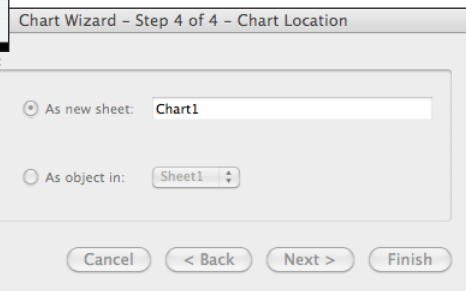 Chart Wizard – Step 4 of 4 – Chart Location
As new sheet: Chart1
As object in: Sheet1
Cancel < Back Next > Finish